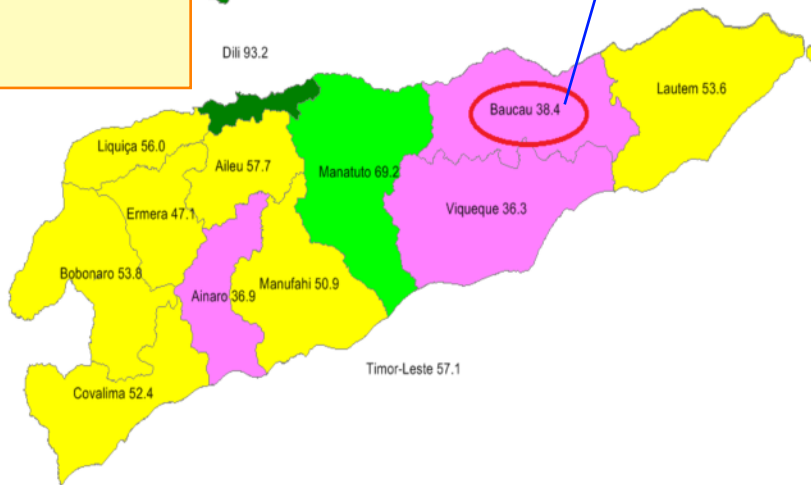 Dili 93.2
Lautem 53.6
Baucau 38.4
Liquiça 56.0
Aileu 57.7
Manatuto 69.2
Ermera 47.1
Viqueque 36.3
Bobonaro 53.8
Manufahi 50.9
Ainaro 36.9
Timor-Leste 57.1
Covalima 52.4